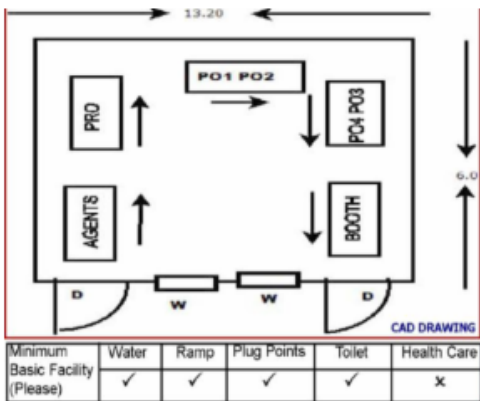 13.20
PO1 PO2
PRO
PO4 PO3
6.0
AGENTS
BOOTH
D
W
W
D
CAD DRAWING
Minimum Basic Facility (Please)
Water
Ramp
Plug Points
Toilet
Health Care
✓
✓
✓
✓
x